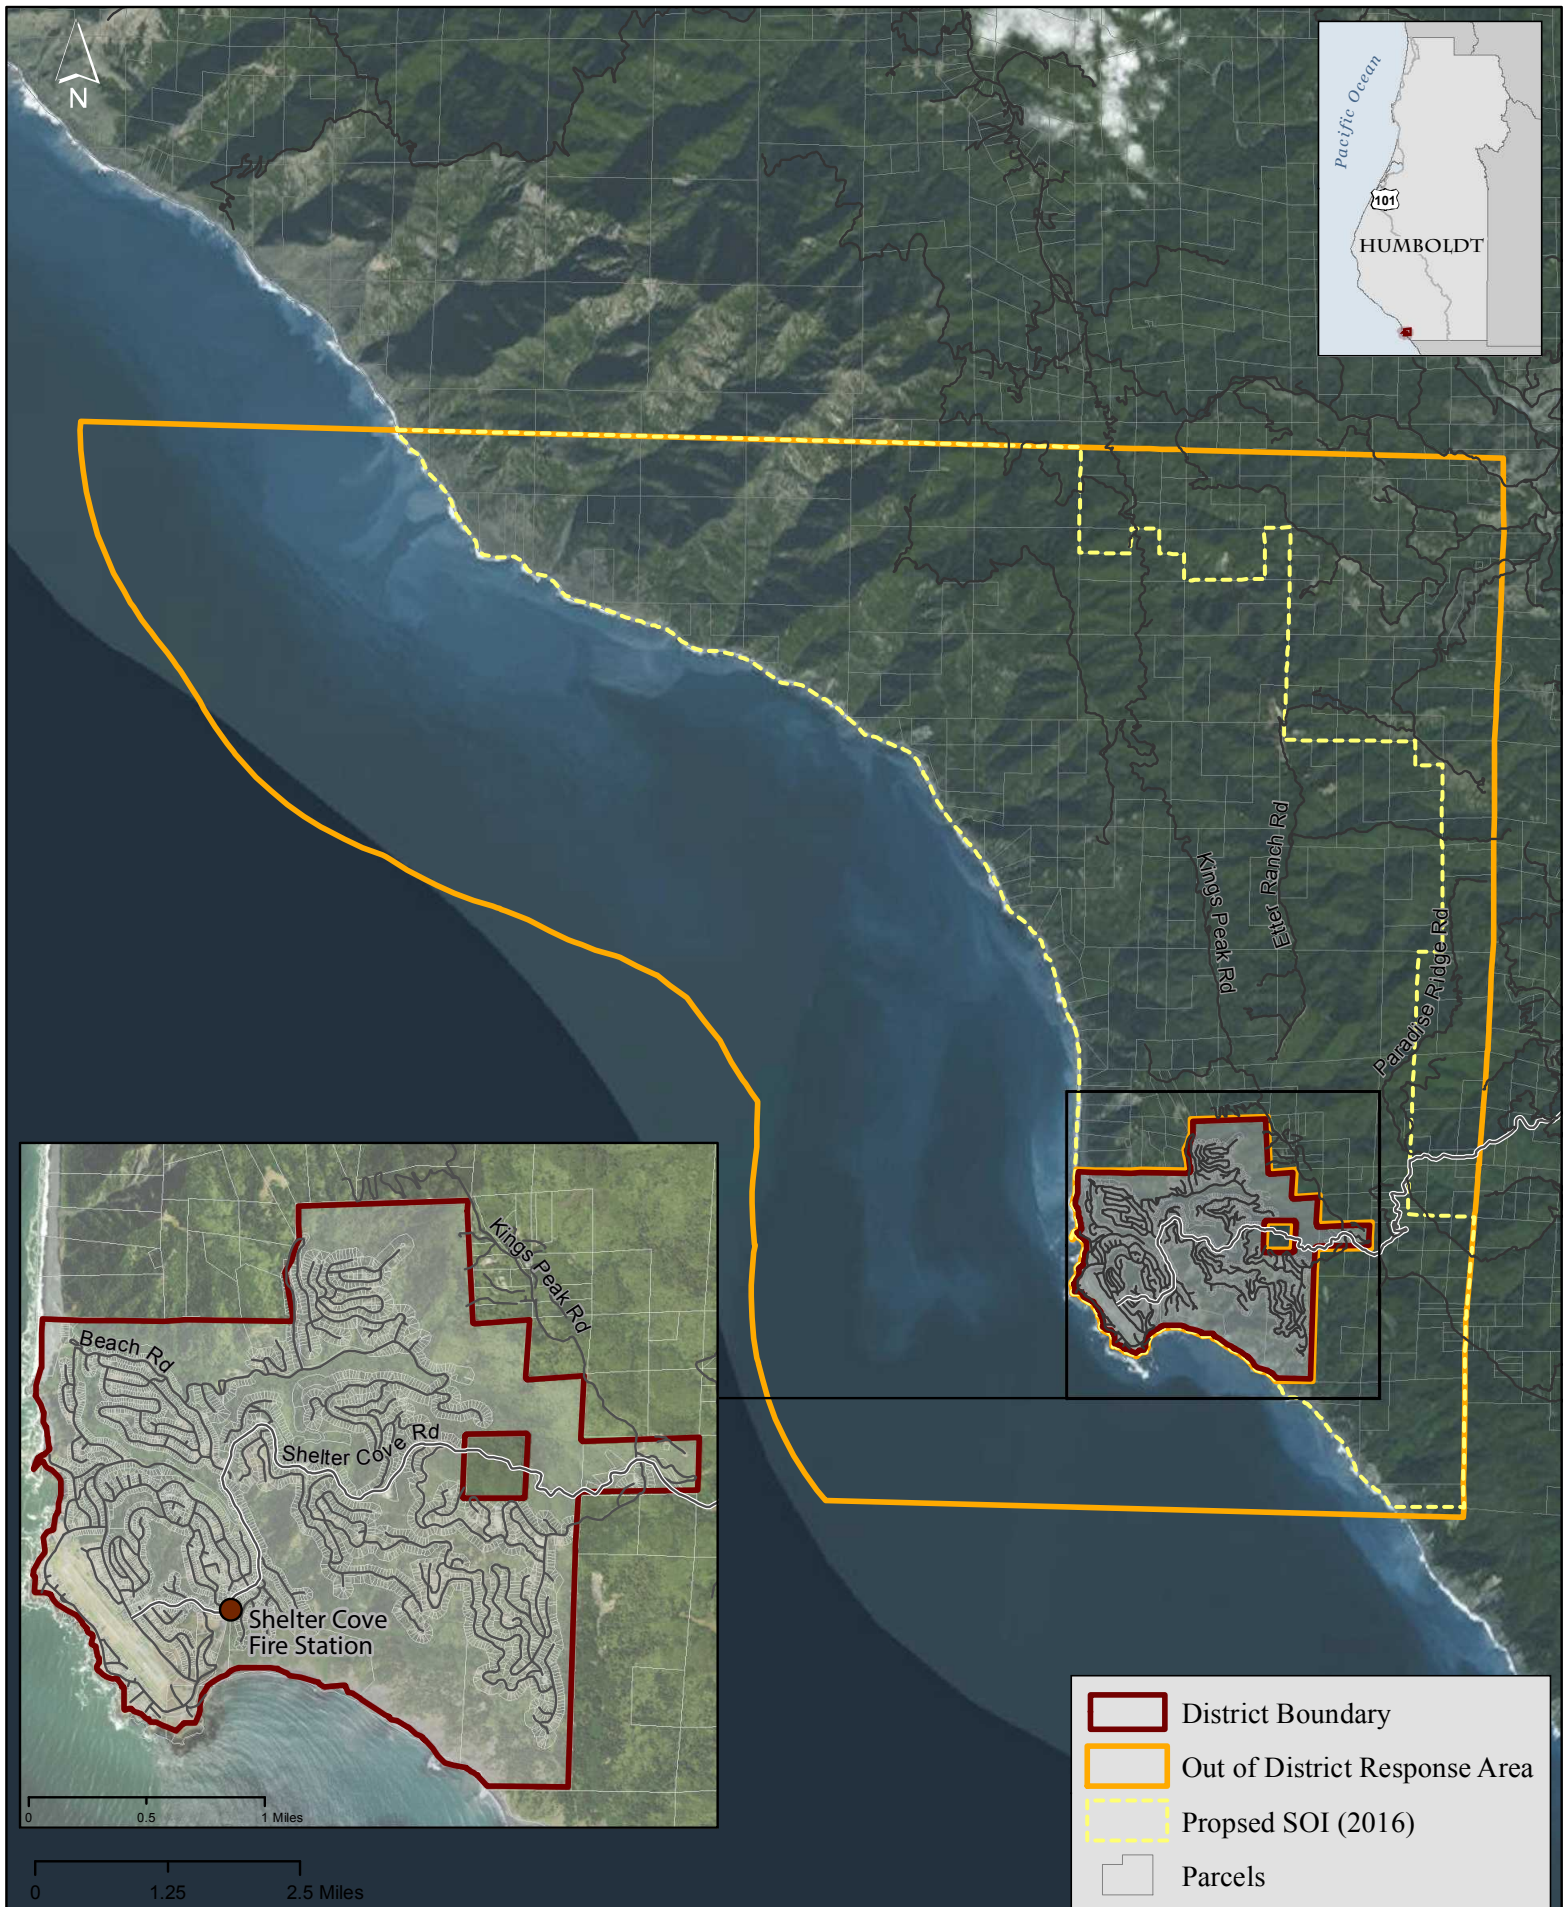 N
Pacific Ocean
101
HUMBOLDT
Kings Peak Rd
Etter Ranch Rd
Paradise Ridge Rd
Kings Peak Rd
Beach Rd
Shelter Cove Rd
Shelter Cove
Fire Station
0 0.5 1 Miles
0 1.25 2.5 Miles
District Boundary
Out of District Response Area
Propsed SOI (2016)
Parcels